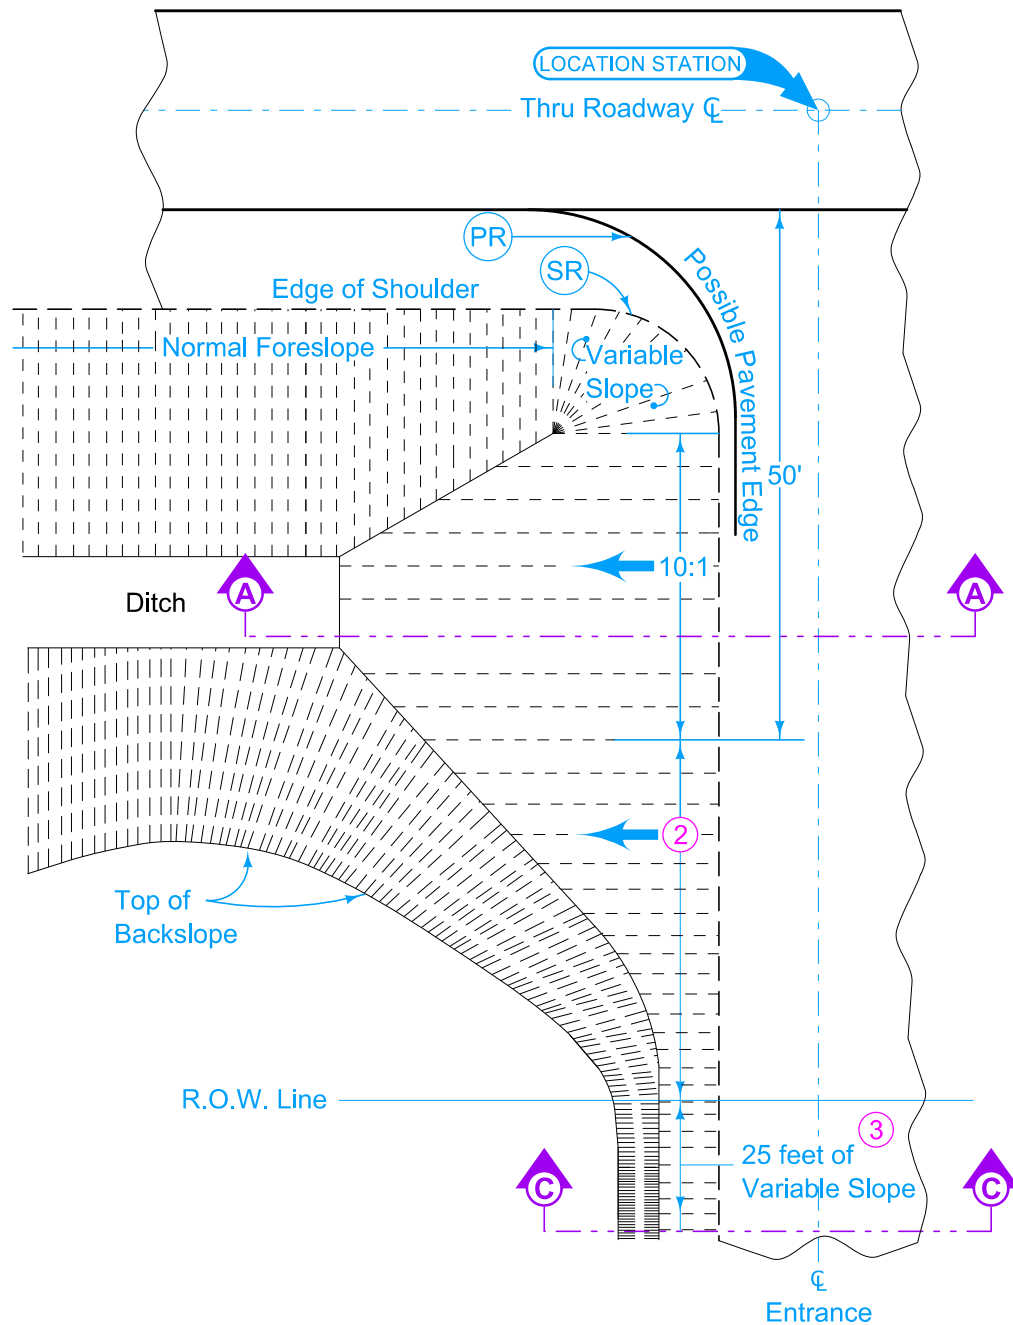 LOCATION STATION
Thru Roadway ℄
PR
SR
Edge of Shoulder
Possible Pavement Edge
Normal Foreslope
Variable
Slope
50'
10:1
Ditch
A
A
2
Top of
Backslope
R.O.W. Line
3
25 feet of
Variable Slope
C
C
℄
Entrance